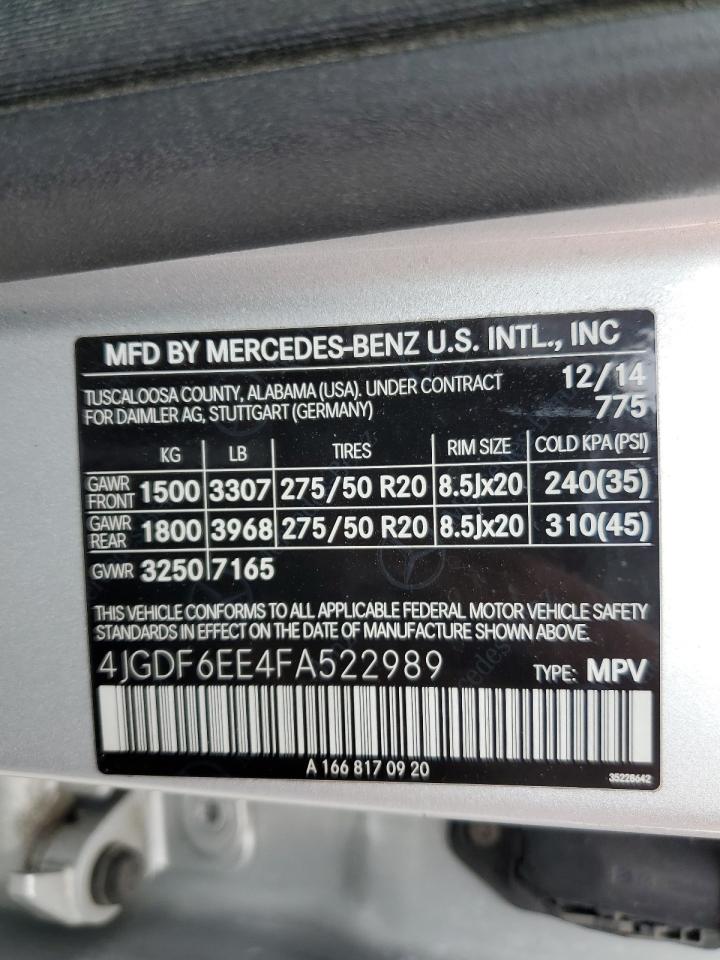 MFD BY MERCEDES-BENZ U.S. INTL., INC
TUSCALOOSA COUNTY, ALABAMA (USA). UNDER CONTRACT 12/14
FOR DAIMLER AG, STUTTGART (GERMANY) 775
KG LB TIRES RIM SIZE COLD KPA(PSI)
GAWR FRONT 1500 3307 275/50 R20 8.5Jx20 240(35)
GAWR REAR 1800 3968 275/50 R20 8.5Jx20 310(45)
GVWR 3250 7165
THIS VEHICLE CONFORMS TO ALL APPLICABLE FEDERAL MOTOR VEHICLE SAFETY
STANDARDS IN EFFECT ON THE DATE OF MANUFACTURE SHOWN ABOVE.
4JGDF6EE4FA522989 TYPE: MPV
A 166 817 09 20 35228642